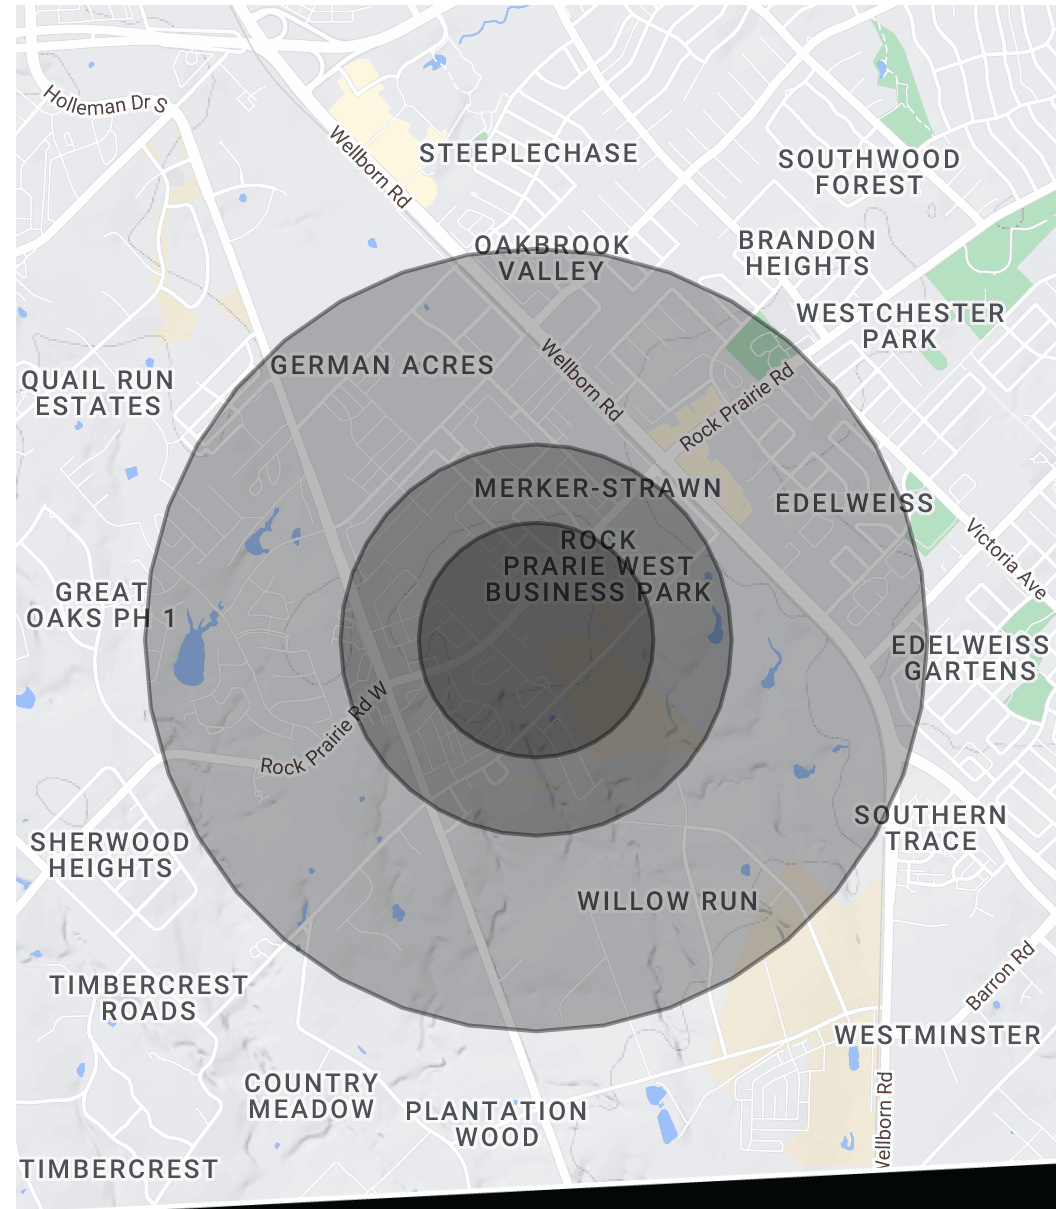 Holleman Dr S
Wellborn Rd
STEEPLECHASE
SOUTHWOOD
FOREST
OAKBROOK
VALLEY
BRANDON
HEIGHTS
WESTCHESTER
PARK
GERMAN ACRES
Wellborn Rd
Rock Prairie Rd
QUAIL RUN
ESTATES
MERKER-STRAWN
EDELWEISS
Victoria Ave
ROCK
PRARIE WEST
BUSINESS PARK
GREAT
OAKS PH 1
EDELWEISS
GARTENS
Rock Prairie Rd W
SHERWOOD
HEIGHTS
SOUTHERN
TRACE
WILLOW RUN
TIMBERCREST
ROADS
Barron Rd
WESTMINSTER
COUNTRY
MEADOW
PLANTATION
WOOD
Wellborn Rd
TIMBERCREST